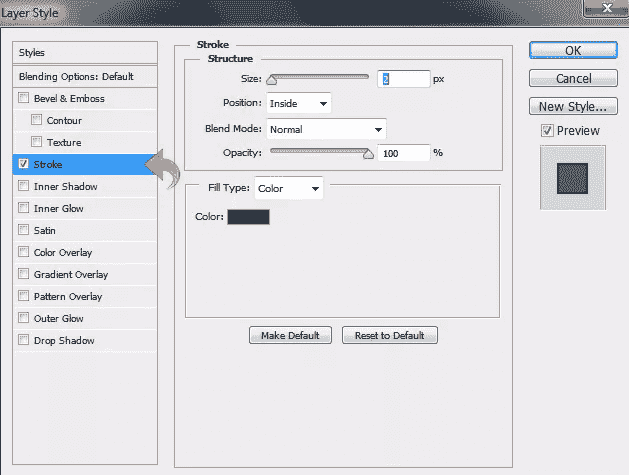 Layer Style
x
Styles
Blending Options: Default
Bevel & Emboss
Contour
Texture
Stroke
Inner Shadow
Inner Glow
Satin
Color Overlay
Gradient Overlay
Pattern Overlay
Outer Glow
Drop Shadow
Stroke
Structure
Size: 2 px
Position: Inside
Blend Mode: Normal
Opacity: 100 %
Fill Type: Color
Color:
Make Default Reset to Default
OK
Cancel
New Style...
Preview